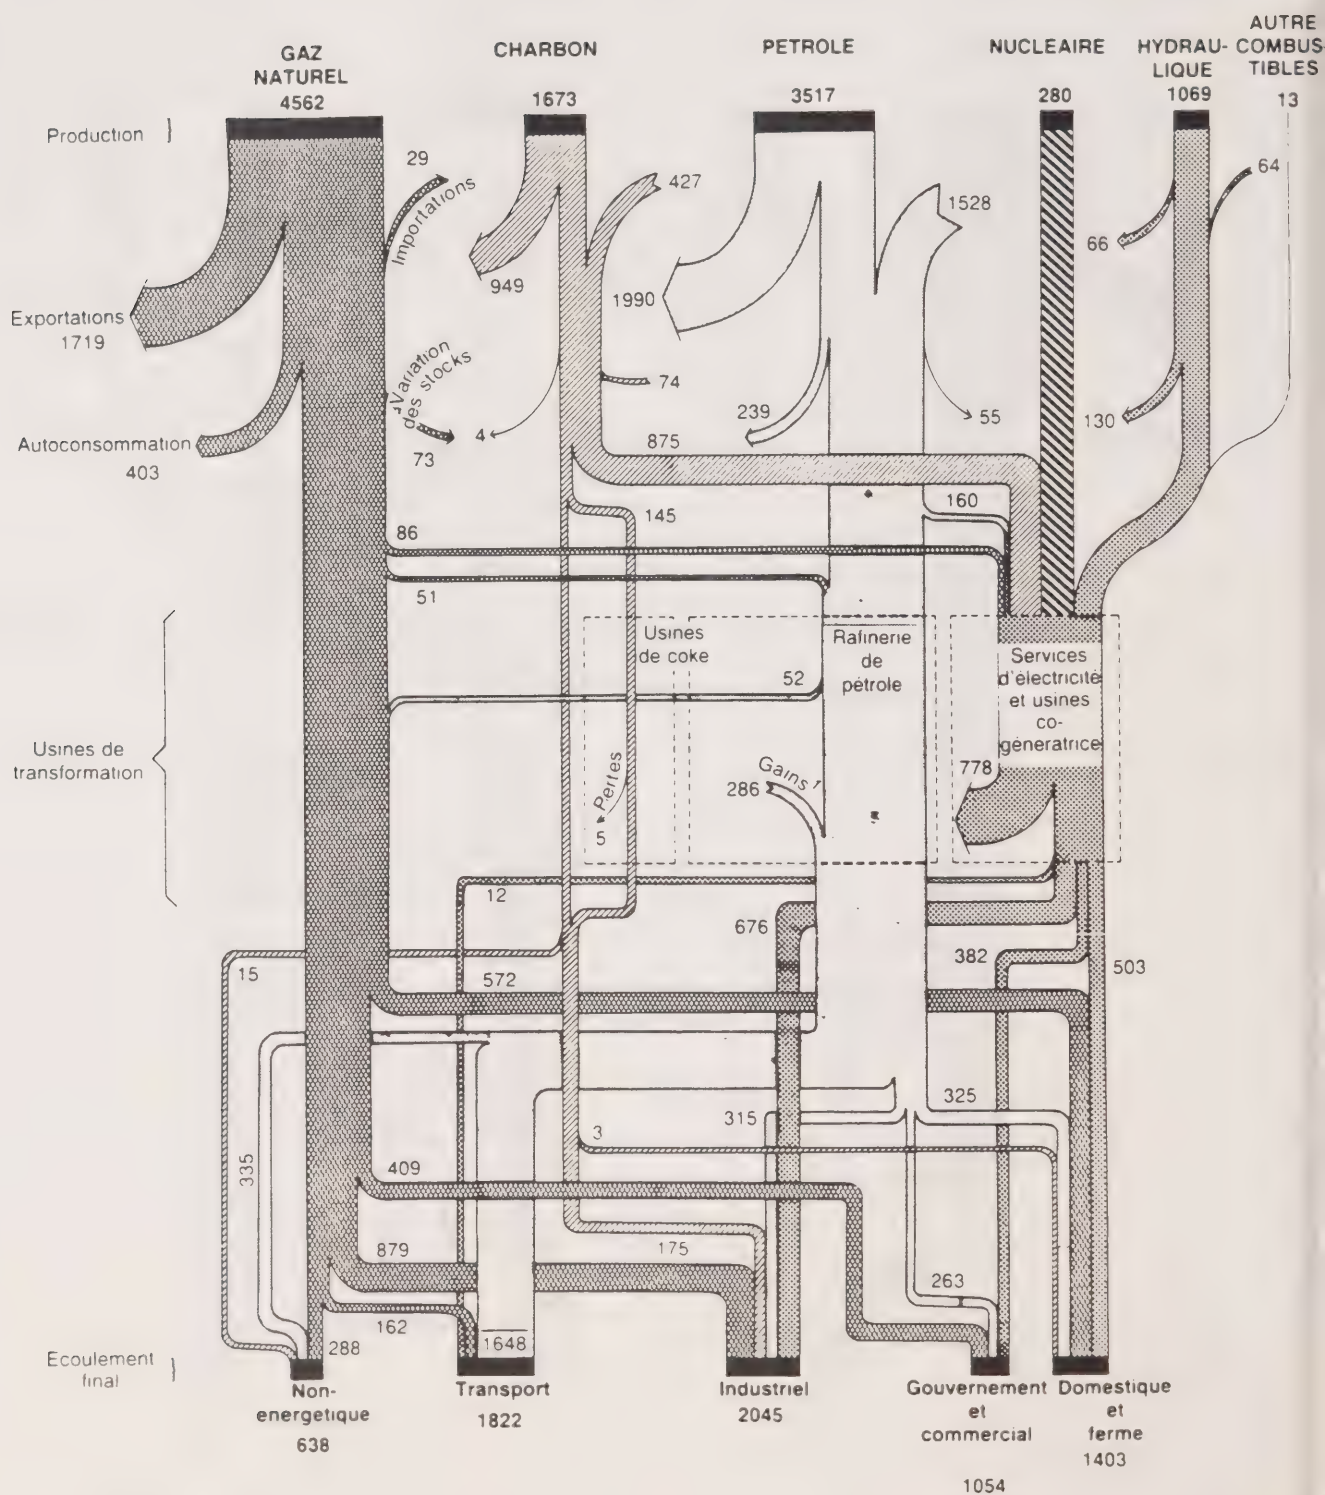 GAZ
NATUREL
4562
CHARBON
1673
PETROLE
3517
NUCLEAIRE
280
HYDRAU-
LIQUE
1069
AUTRE
COMBUS-
TIBLES
13
Production
29
Importations
427
1528
64
66
949
1990
Exportations
1719
Variation
des stocks
73
4
74
239
55
130
Autoconsommation
403
875
160
145
86
51
Usines
de coke
Rafinerie
de
pétrole
Services
d'électricité
et usines
co-
géneratrice
52
Usines de
transformation
Pertes
5
Gains 1
286
778
12
676
382
503
15
572
335
315
325
3
409
879
175
263
162
288
1648
Ecoulement
final
Non-
energetique
638
Transport
1822
Industriel
2045
Gouvernement
et
commercial
1054
Domestique
et
ferme
1403